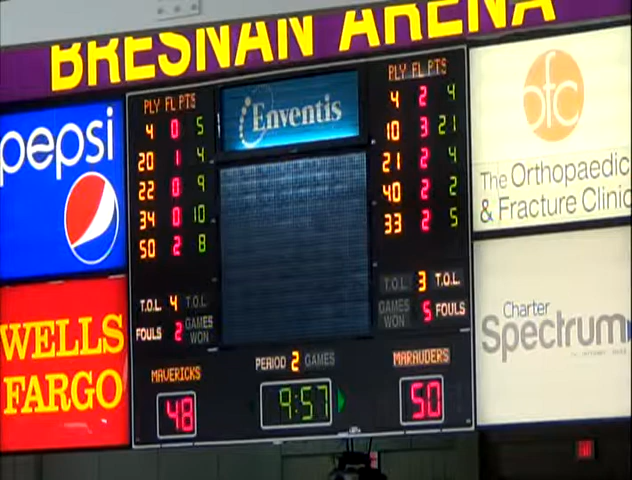 BRESNAN ARENA
pepsi
WELLS
FARGO
PLY FL PTS
4 0 5
20 1 4
22 0 9
34 0 10
50 2 8
T.O.L. 4 T.O.L.
FOULS 2 GAMES
WON
Enventis
PLY FL PTS
4 2 4
10 3 21
21 2 4
40 2 2
33 2 5
T.O.L. 3 T.O.L.
GAMES 5 FOULS
WON
MAVERICKS
48
PERIOD 2 GAMES
9:57
MARAUDERS
50
ofc
The Orthopaedic
& Fracture Clinic
Charter
Spectrum